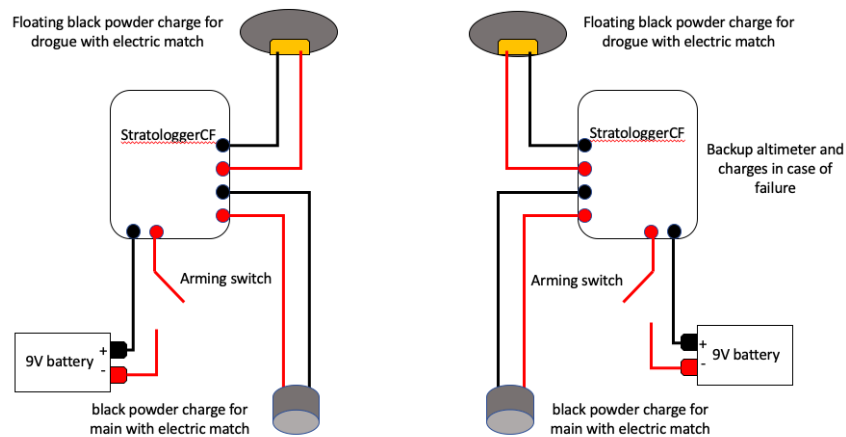 Floating black powder charge for
drogue with electric match
StratologgerCF
Arming switch
9V battery
+
-
black powder charge for
main with electric match
Floating black powder charge for
drogue with electric match
StratologgerCF
Backup altimeter and
charges in case of
failure
Arming switch
+
-
9V battery
black powder charge for
main with electric match